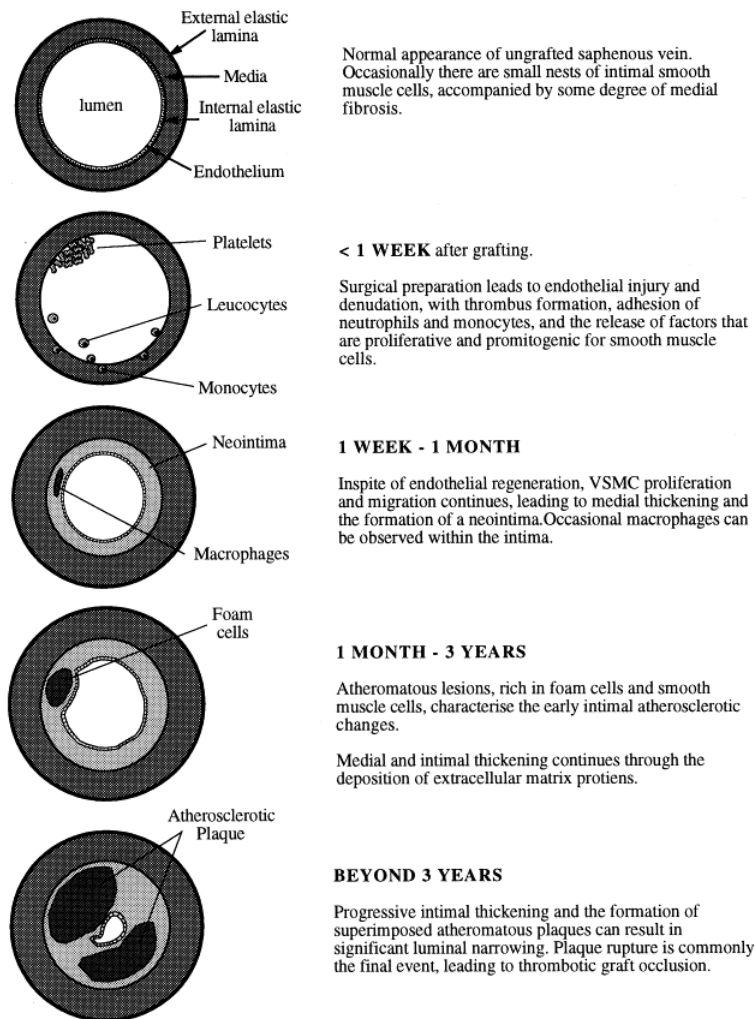 External elastic
lamina
Media
lumen
Internal elastic
lamina
Endothelium
Normal appearance of ungrafted saphenous vein.
Occasionally there are small nests of intimal smooth
muscle cells, accompanied by some degree of medial
fibrosis.
Platelets
Leucocytes
Monocytes
< 1 WEEK after grafting.
Surgical preparation leads to endothelial injury and
denudation, with thrombus formation, adhesion of
neutrophils and monocytes, and the release of factors that
are proliferative and promitogenic for smooth muscle
cells.
Neointima
Macrophages
1 WEEK - 1 MONTH
Inspite of endothelial regeneration, VSMC proliferation
and migration continues, leading to medial thickening and
the formation of a neointima.Occasional macrophages can
be observed within the intima.
Foam
cells
1 MONTH - 3 YEARS
Atheromatous lesions, rich in foam cells and smooth
muscle cells, characterise the early intimal atherosclerotic
changes.
Medial and intimal thickening continues through the
deposition of extracellular matrix protiens.
Atherosclerotic
Plaque
BEYOND 3 YEARS
Progressive intimal thickening and the formation of
superimposed atheromatous plaques can result in
significant luminal narrowing. Plaque rupture is commonly
the final event, leading to thrombotic graft occlusion.